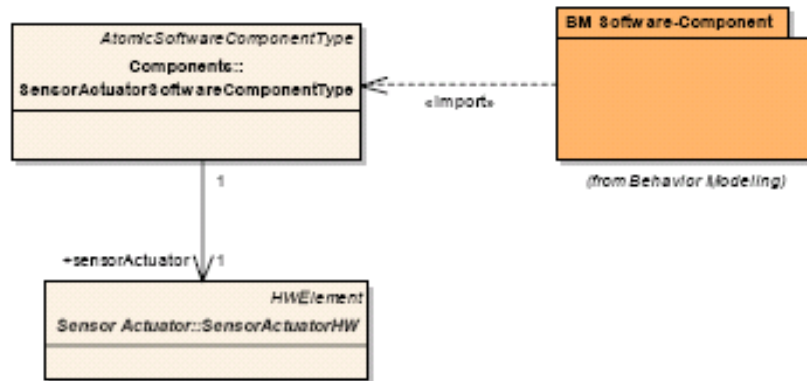 AtomicSoftwareComponentType
Components::
SensorActuatorSoftwareComponentType
BM Software-Component
«import»
(from Behavior Modeling)
1
+sensorActuator
1
HWElement
Sensor Actuator::SensorActuatorHW